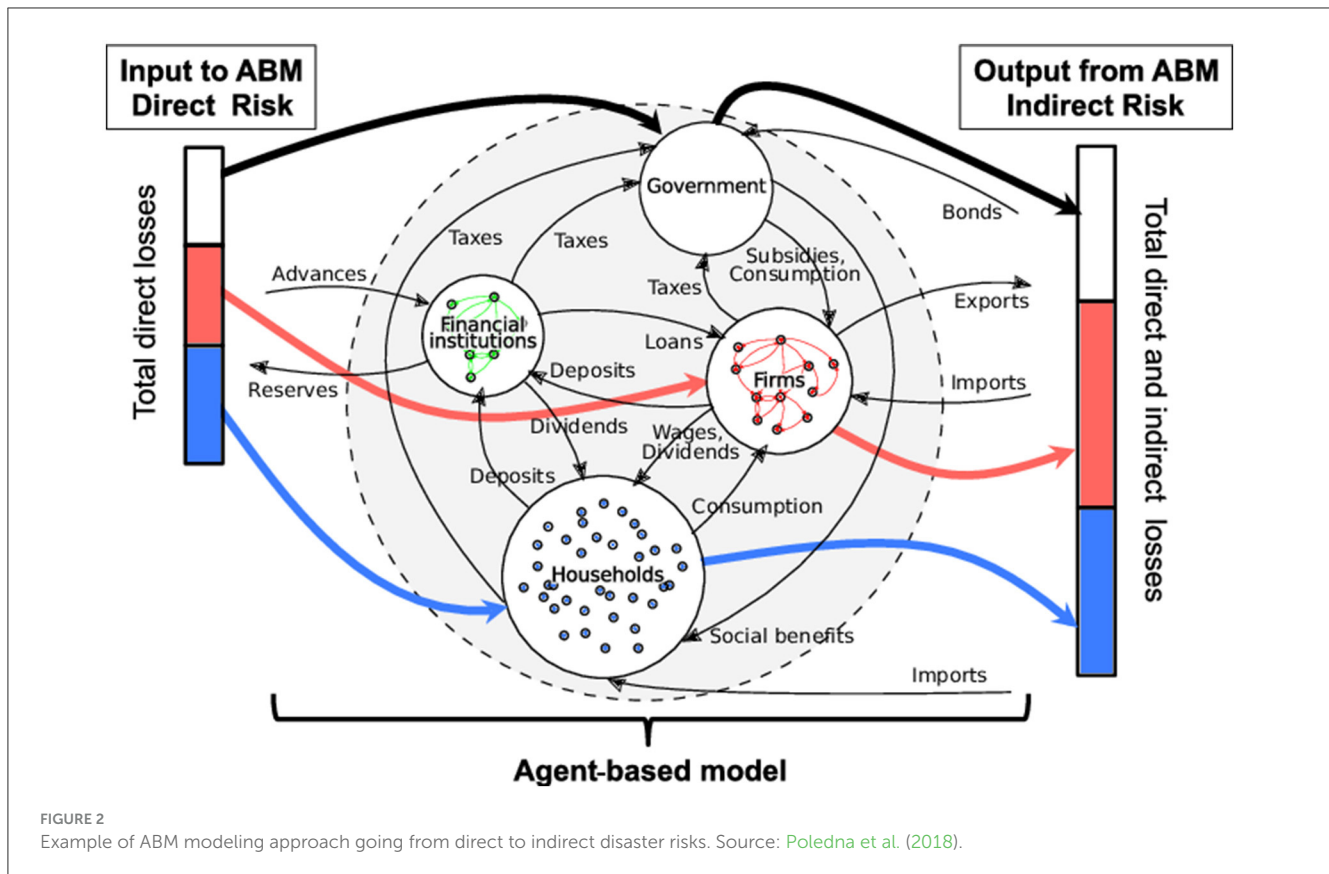 Input to ABM
Direct Risk
Output from ABM
Indirect Risk
Total direct losses
Total direct and indirect losses
Government
Bonds
Taxes
Taxes
Subsidies,
Consumption
Advances
Taxes
Exports
Financial
institutions
Loans
Reserves
Deposits
Firms
Imports
Dividends
Wages,
Dividends
Deposits
Consumption
Households
Social benefits
Imports
Agent-based model
FIGURE 2
Example of ABM modeling approach going from direct to indirect disaster risks. Source: Poledna et al. (2018).